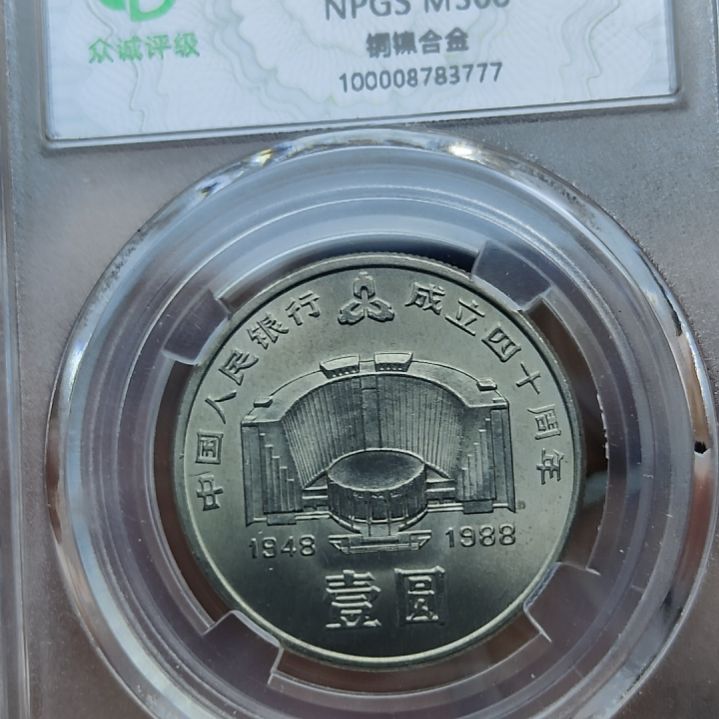 NPGS MS66
众诚评级
铜镍合金
100008783777
中国人民银行 成立四十周年
1948 1988
壹圆